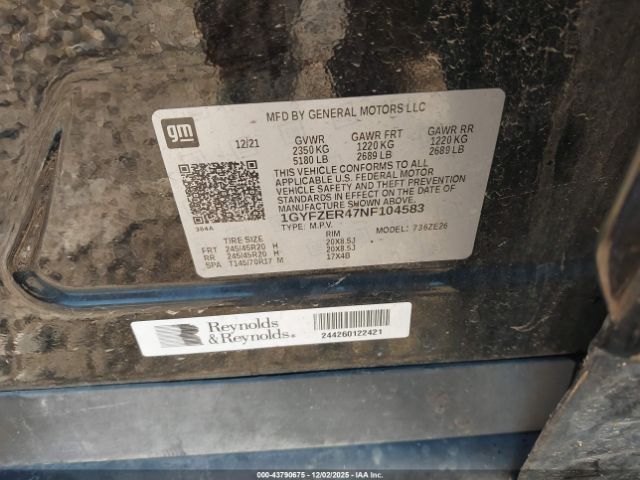 MFD BY GENERAL MOTORS LLC
gm
12/21
GVWR GAWR FRT GAWR RR
2350 KG 1220 KG 1220 KG
5180 LB 2689 LB 2689 LB
THIS VEHICLE CONFORMS TO ALL
APPLICABLE U.S. FEDERAL MOTOR
VEHICLE SAFETY AND THEFT PREVENTION
STANDARDS IN EFFECT ON THE DATE OF
MANUFACTURE SHOWN ABOVE.
1GYFZER47NF104583
384A
TYPE: M.P.V. MODEL: 736ZE26
TIRE SIZE RIM
FRT 245/45R20 H 20X8.5J
RR 245/45R20 H 20X8.5J
SPA T145/70R17 M 17X4B
Reynolds
&Reynolds®
244260122421
000-43790675 - 12/02/2025 - IAA Inc.